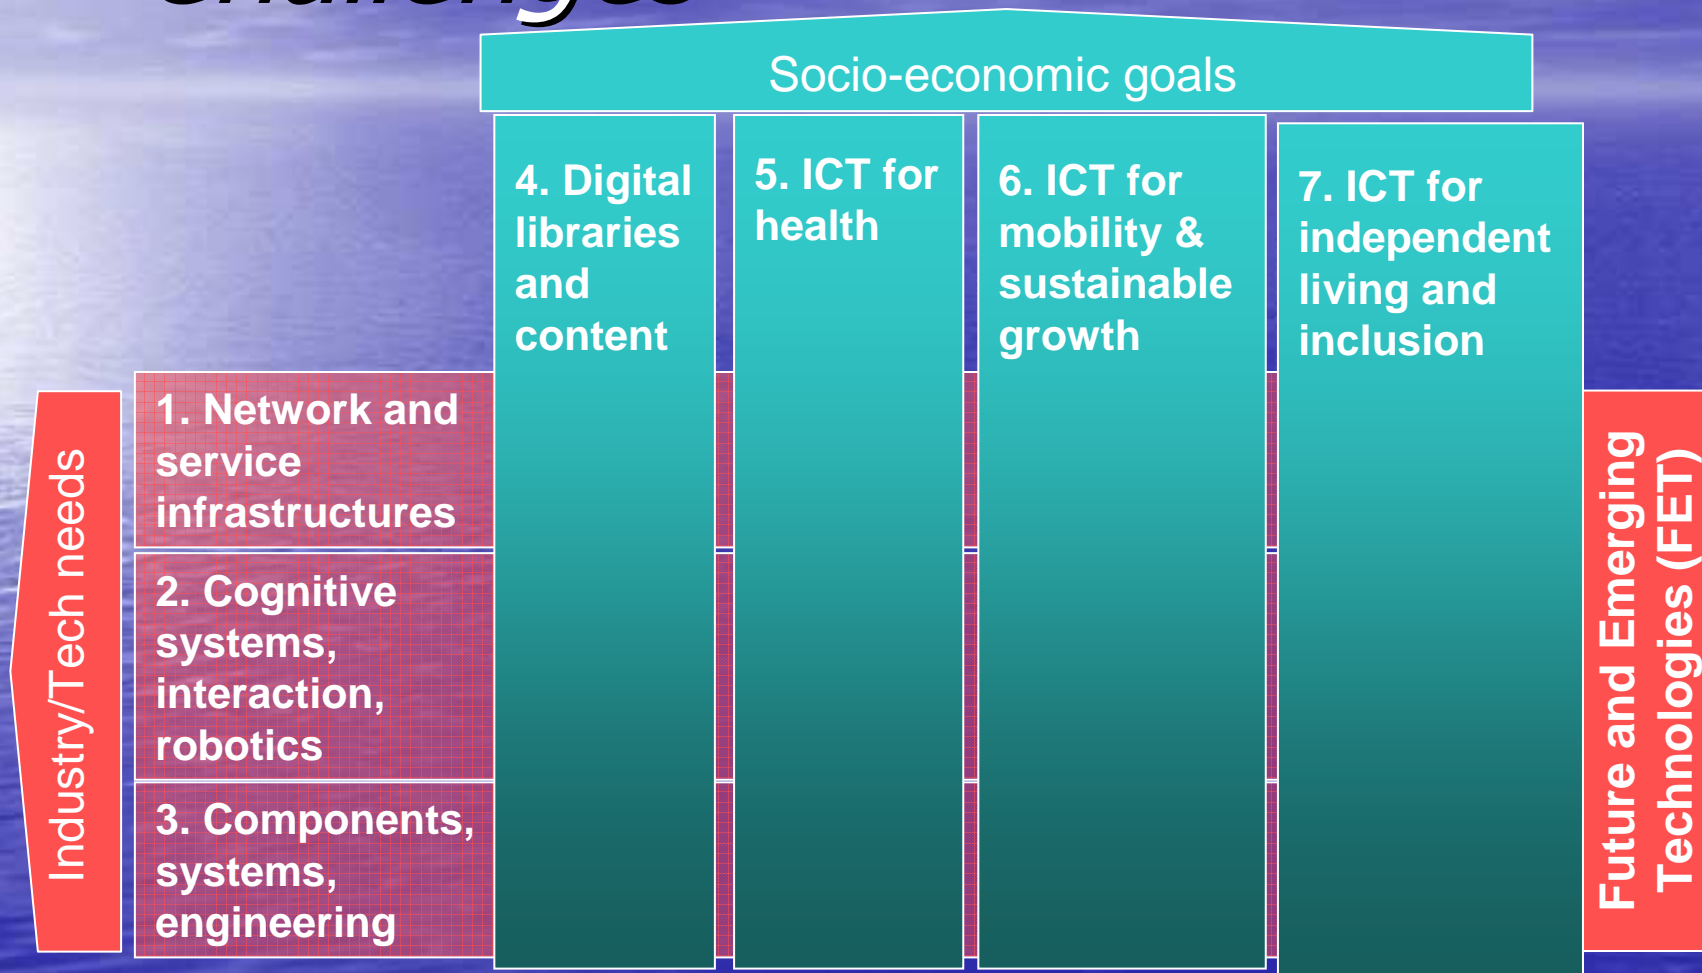 challenges
Socio-economic goals
4. Digital
libraries
and
content
5. ICT for
health
6. ICT for
mobility &
sustainable
growth
7. ICT for
independent
living and
inclusion
Industry/Tech needs
1. Network and
service
infrastructures
2. Cognitive
systems,
interaction,
robotics
3. Components,
systems,
engineering
Future and Emerging
Technologies (FET)